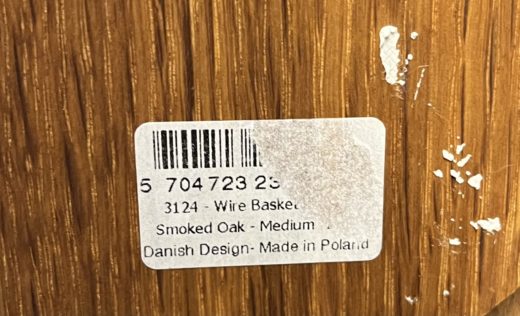 5 704723 23
3124 - Wire Basket
Smoked Oak - Medium
Danish Design- Made in Poland